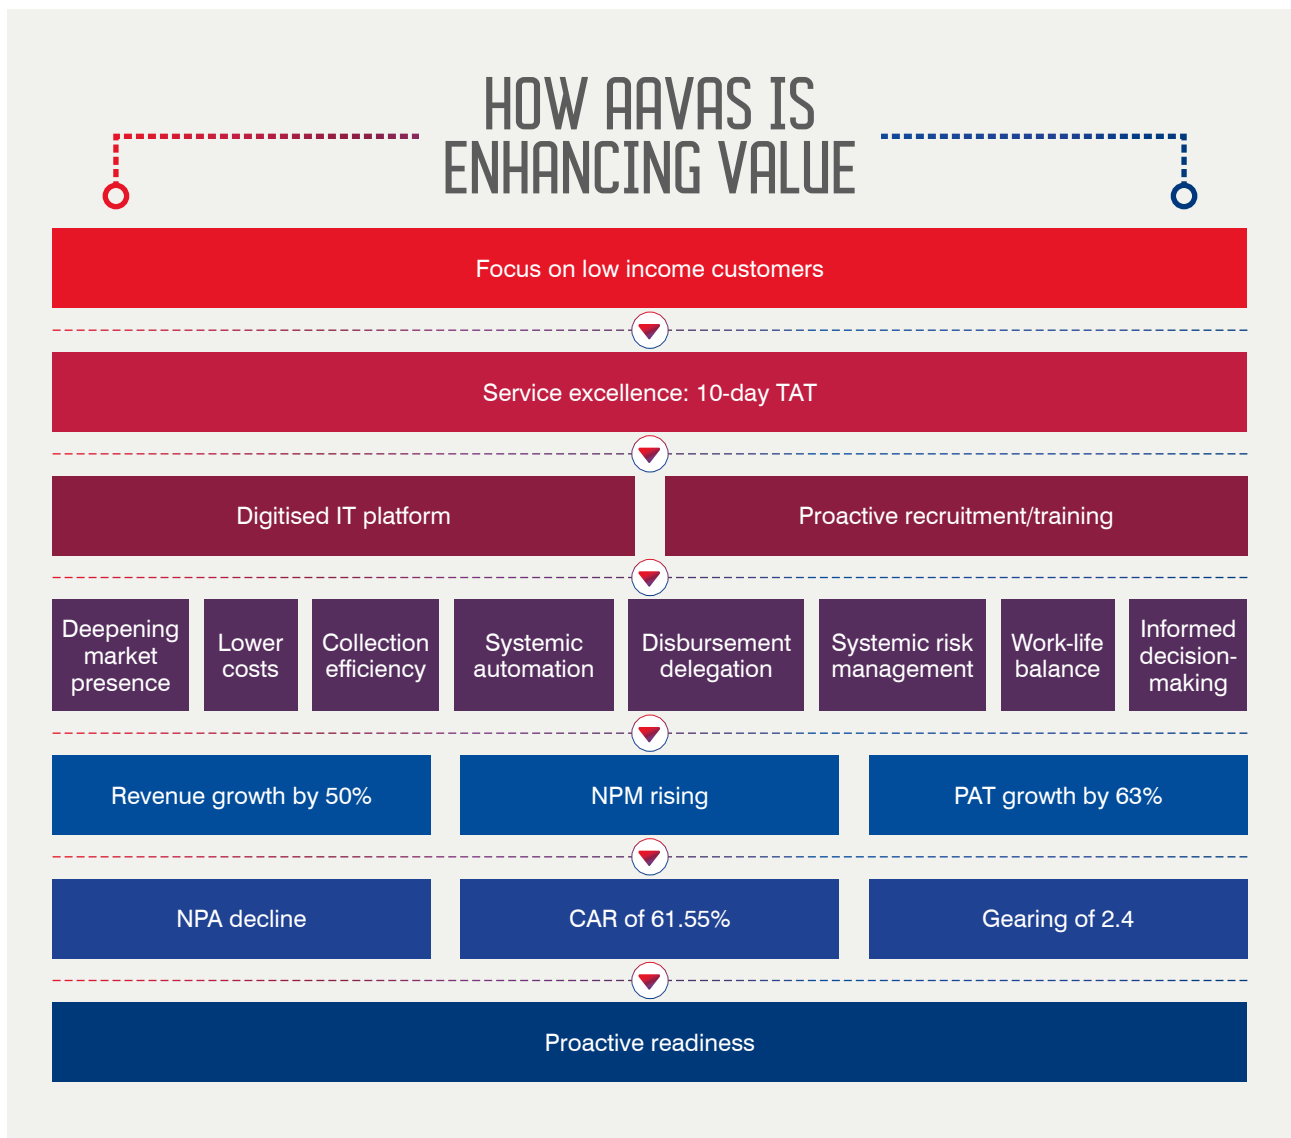 HOW AAVAS IS
ENHANCING VALUE
Focus on low income customers
Service excellence: 10-day TAT
Digitised IT platform
Proactive recruitment/training
Deepening
market
presence
Lower
costs
Collection
efficiency
Systemic
automation
Disbursement
delegation
Systemic risk
management
Work-life
balance
Informed
decision-
making
Revenue growth by 50%
NPM rising
PAT growth by 63%
NPA decline
CAR of 61.55%
Gearing of 2.4
Proactive readiness